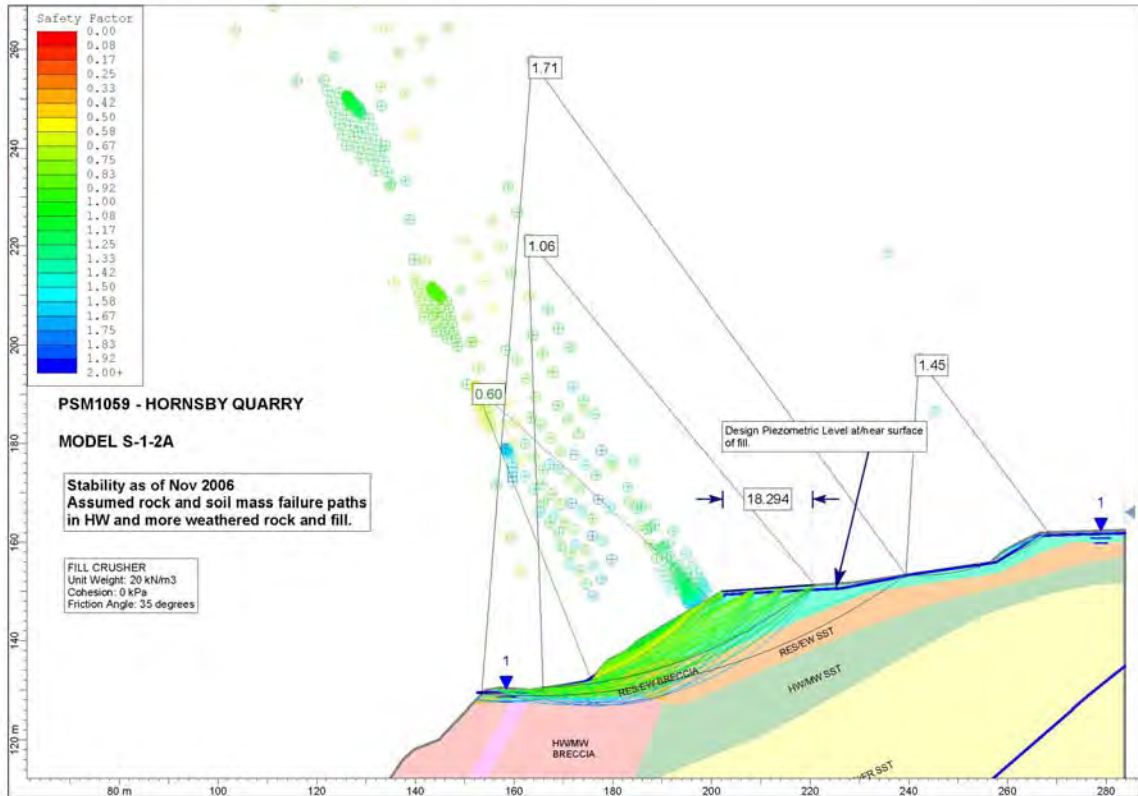 Safety Factor
0.00
0.08
0.17
0.25
0.33
0.42
0.50
0.58
0.67
0.75
0.83
0.92
1.00
1.08
1.17
1.25
1.33
1.42
1.50
1.58
1.67
1.75
1.83
1.92
2.00+
PSM1059 - HORNSBY QUARRY
MODEL S-1-2A
Stability as of Nov 2006
Assumed rock and soil mass failure paths
in HW and more weathered rock and fill.
FILL CRUSHER
Unit Weight: 20 kN/m3
Cohesion: 0 kPa
Friction Angle: 35 degrees
1.71
1.06
0.60
1.45
Design Piezometric Level at/near surface
of fill.
18.294
1
1
RES/EW BRECCIA
RES/EW SST
HW/MW SST
HW/MW
BRECCIA
SST
260
240
220
200
180
160
140
120 m
80 m
100
120
140
160
180
200
220
240
260
280